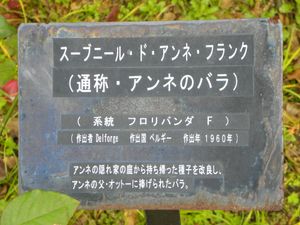 スーブニール・ド・アンネ・フランク
(通称・アンネのバラ)
( 系統 フロリバンダ F )
( 作出者 Delforge 作出国 ベルギー 作出年 1960年)
アンネの隠れ家の庭から持ち帰った種子を改良し、
アンネの父・オットーに捧げられたバラ。